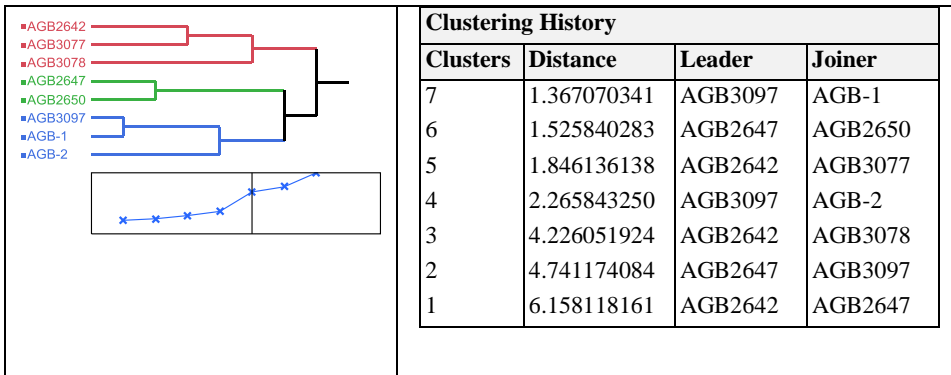 AGB2642
AGB3077
AGB3078
AGB2647
AGB2650
AGB3097
AGB-1
AGB-2
Clustering History
Clusters Distance Leader Joiner
7 1.367070341 AGB3097 AGB-1
6 1.525840283 AGB2647 AGB2650
5 1.846136138 AGB2642 AGB3077
4 2.265843250 AGB3097 AGB-2
3 4.226051924 AGB2642 AGB3078
2 4.741174084 AGB2647 AGB3097
1 6.158118161 AGB2642 AGB2647